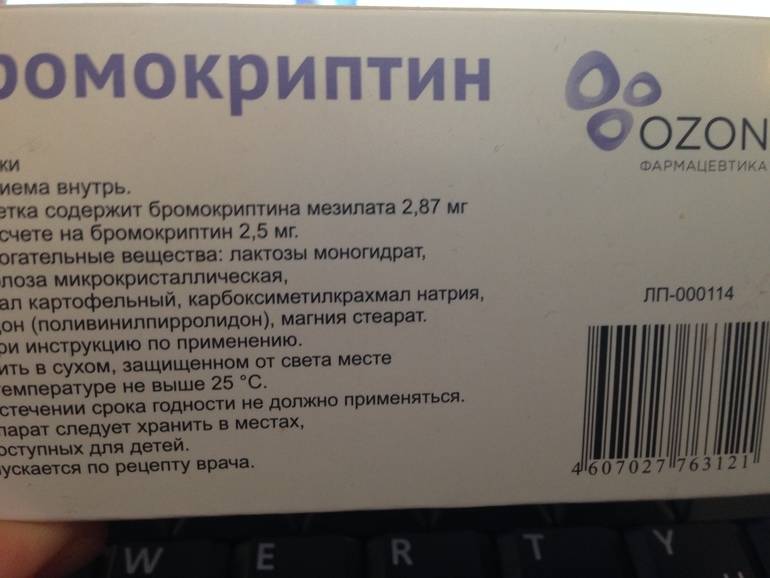 ромокриптин
OZON
ФАРМАЦЕВТИКА
ки
иема внутрь.
етка содержит бромокриптина мезилата 2,87 мг
счете на бромокриптин 2,5 мг.
огательные вещества: лактозы моногидрат,
лоза микрокристаллическая,
ал картофельный, карбоксиметилкрахмал натрия,
дон (поливинилпирролидон), магния стеарат.
ри инструкцию по применению.
ить в сухом, защищенном от света месте
температуре не выше 25 °C.
стечении срока годности не должно применяться.
парат следует хранить в местах,
оступных для детей.
ускается по рецепту врача.
ЛП-000114
4 607027 763121
W E R T Y